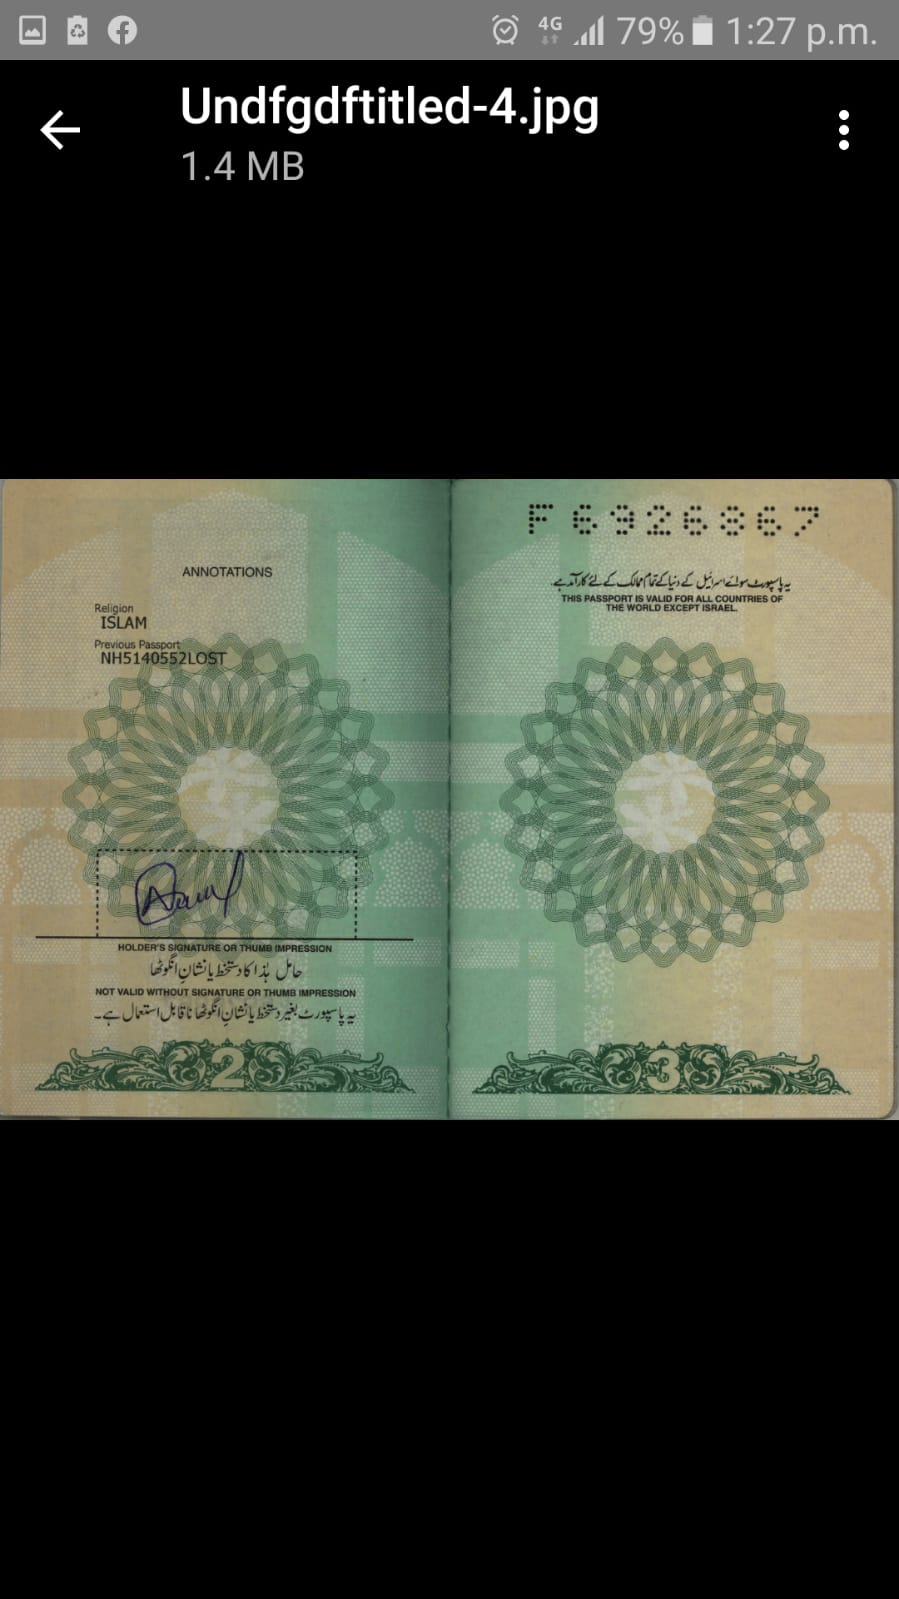 4G 79% 1:27 p.m.
Undfgdftitled-4.jpg
1.4 MB
ANNOTATIONS
Religion
ISLAM
Previous Passport
NH5140552LOST
HOLDER'S SIGNATURE OR THUMB IMPRESSION
حامل ہٰذا کا دستخط یا نشانِ انگوٹھا
NOT VALID WITHOUT SIGNATURE OR THUMB IMPRESSION
یہ پاسپورٹ بغیر دستخط یا نشانِ انگوٹھا ناقابل استعمال ہے۔
2
F6926867
یہ پاسپورٹ سوائے اسرائیل کے دنیا کے تمام ممالک کے لئے کارآمد ہے۔
THIS PASSPORT IS VALID FOR ALL COUNTRIES OF
THE WORLD EXCEPT ISRAEL.
3